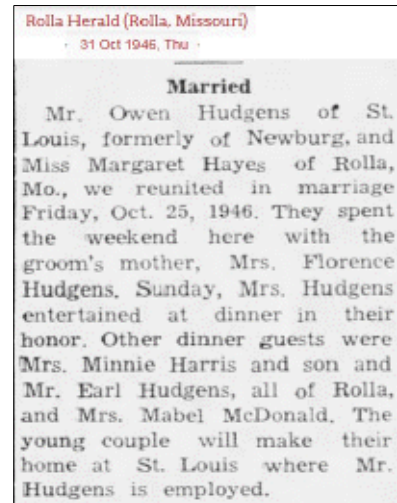 Rolla Herald (Rolla, Missouri)
· 31 Oct 1946, Thu ·
Married
Mr. Owen Hudgens of St.
Louis, formerly of Newburg, and
Miss Margaret Hayes of Rolla,
Mo., we reunited in marriage
Friday, Oct. 25, 1946. They spent
the weekend here with the
groom's mother, Mrs. Florence
Hudgens. Sunday, Mrs. Hudgens
entertained at dinner in their
honor. Other dinner guests were
Mrs. Minnie Harris and son and
Mr. Earl Hudgens, all of Rolla,
and Mrs. Mabel McDonald. The
young couple will make their
home at St. Louis where Mr.
Hudgens is employed.